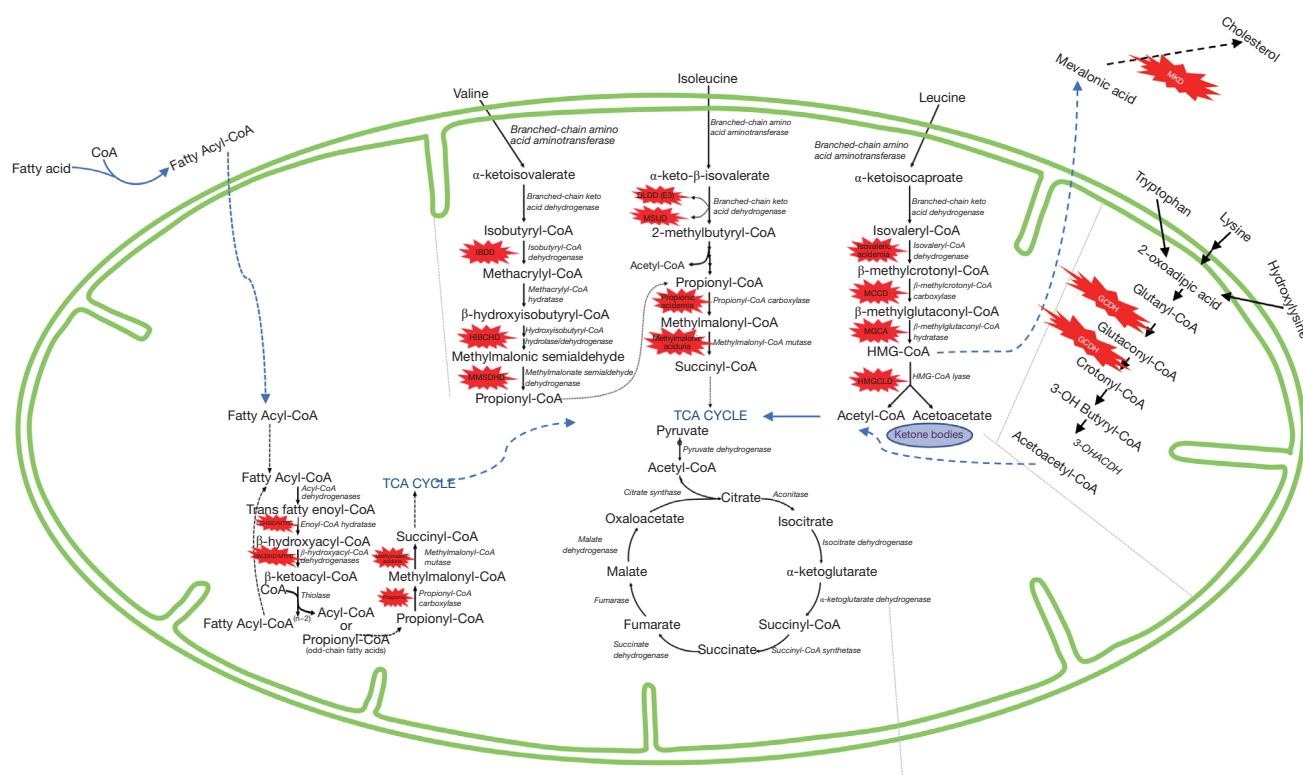 Cholesterol
MKD
Mevalonic acid
Fatty acid
CoA
Fatty Acyl-CoA
Fatty Acyl-CoA
Fatty Acyl-CoA
Acyl-CoA
dehydrogenases
Trans fatty enoyl-CoA
Enoyl-CoA hydratase
β-hydroxyacyl-CoA
β-hydroxyacyl-CoA
dehydrogenases
β-ketoacyl-CoA
CoA
Thiolase
Fatty Acyl-CoA(n–2)
Acyl-CoA
or
Propionyl-CoA
(odd-chain fatty acids)
TCA CYCLE
Succinyl-CoA
Methylmalonic
aciduria
Methylmalonyl-CoA
mutase
Methylmalonyl-CoA
Propionyl-CoA
carboxylase
Propionyl-CoA
Valine
Branched-chain amino
acid aminotransferase
α-ketoisovalerate
Branched-chain keto
acid dehydrogenase
Isobutyryl-CoA
IBDD
Isobutyryl-CoA
dehydrogenase
Methacrylyl-CoA
Methacrylyl-CoA
hydratase
β-hydroxyisobutyryl-CoA
HIBCHD
Hydroxyisobutyryl-CoA
hydrolase/dehydrogenase
Methylmalonic semialdehyde
MMSDHD
Methylmalonate semialdehyde
dehydrogenase
Propionyl-CoA
Isoleucine
Branched-chain amino
acid aminotransferase
α-keto-β-isovalerate
DLDD (E3)
MSUD
Branched-chain keto
acid dehydrogenase
2-methylbutyryl-CoA
Acetyl-CoA
Propionyl-CoA
Propionic
acidemia
Propionyl-CoA carboxylase
Methylmalonyl-CoA
Methylmalonic
aciduria
Methylmalonyl-CoA mutase
Succinyl-CoA
TCA CYCLE
Leucine
Branched-chain amino
acid aminotransferase
α-ketoisocaproate
Branched-chain keto
acid dehydrogenase
Isovaleryl-CoA
Isovaleric
acidemia
Isovaleryl-CoA
dehydrogenase
β-methylcrotonyl-CoA
MCCD
β-methylcrotonyl-CoA
carboxylase
β-methylglutaconyl-CoA
MGCA
β-methylglutaconyl-CoA
hydratase
HMG-CoA
HMGCLD
HMG-CoA lyase
Acetyl-CoA
Acetoacetate
Ketone bodies
Tryptophan
Lysine
Hydroxylysine
2-oxoadipic acid
Glutaryl-CoA
GCDH
Glutaconyl-CoA
GCDH
Crotonyl-CoA
3-OH Butyryl-CoA
3-OHACDH
Acetoacetyl-CoA
Pyruvate
Pyruvate dehydrogenase
Acetyl-CoA
Citrate synthase
Citrate
Aconitase
Isocitrate
Isocitrate dehydrogenase
α-ketoglutarate
α-ketoglutarate dehydrogenase
Succinyl-CoA
Succinyl-CoA synthetase
Succinate
Succinate
dehydrogenase
Fumarate
Fumarase
Malate
Malate
dehydrogenase
Oxaloacetate